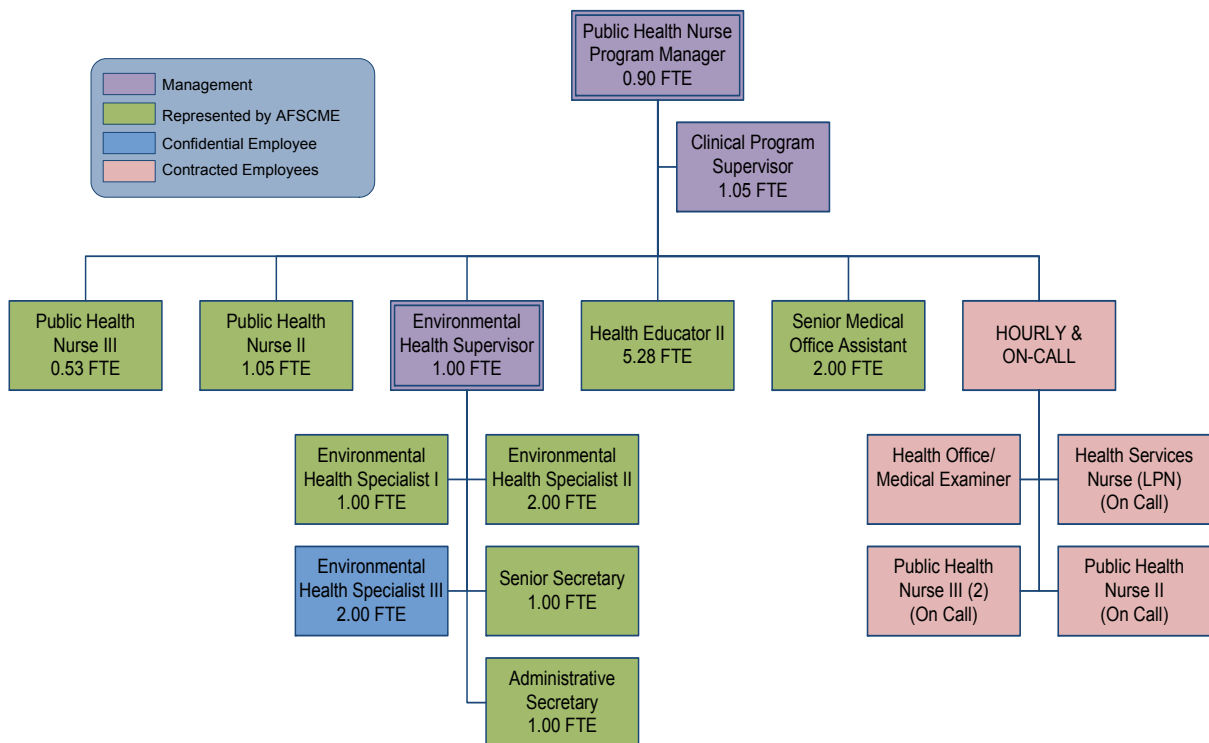 Public Health Nurse
Program Manager
0.90 FTE
Management
Represented by AFSCME
Confidential Employee
Contracted Employees
Clinical Program
Supervisor
1.05 FTE
Public Health
Nurse III
0.53 FTE
Public Health
Nurse II
1.05 FTE
Environmental
Health Supervisor
1.00 FTE
Health Educator II
5.28 FTE
Senior Medical
Office Assistant
2.00 FTE
HOURLY &
ON-CALL
Environmental
Health Specialist I
1.00 FTE
Environmental
Health Specialist II
2.00 FTE
Health Office/
Medical Examiner
Health Services
Nurse (LPN)
(On Call)
Environmental
Health Specialist III
2.00 FTE
Senior Secretary
1.00 FTE
Public Health
Nurse III (2)
(On Call)
Public Health
Nurse II
(On Call)
Administrative
Secretary
1.00 FTE